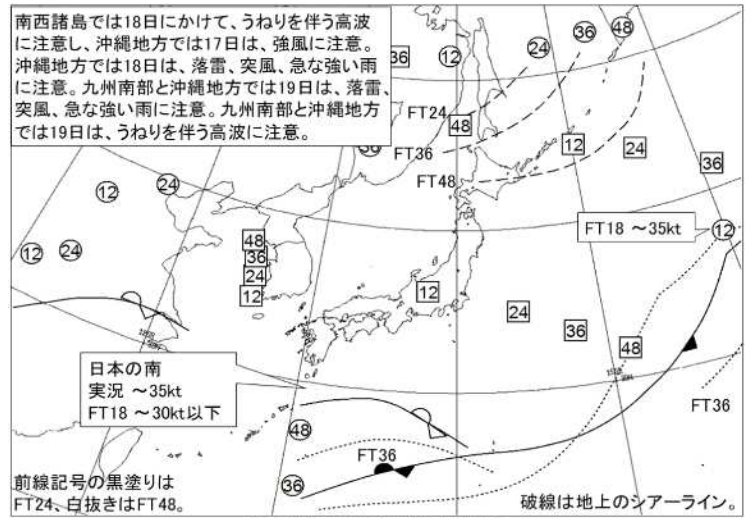 南西諸島では18日にかけて、うねりを伴う高波
に注意し、沖縄地方では17日は、強風に注意。
沖縄地方では18日は、落雷、突風、急な強い雨
に注意。九州南部と沖縄地方では19日は、落雷、
突風、急な強い雨に注意。九州南部と沖縄地方
では19日は、うねりを伴う高波に注意。
36
12
24
36
48
FT24
48
36
FT36
12
24
36
FT48
12
24
FT18 ～35kt
12
12
24
48
36
24
12
12
24
36
48
日本の南
実況 ～35kt
FT18 ～30kt以下
FT36
48
FT36
36
前線記号の黒塗りは
FT24、白抜きはFT48。
破線は地上のシアーライン。